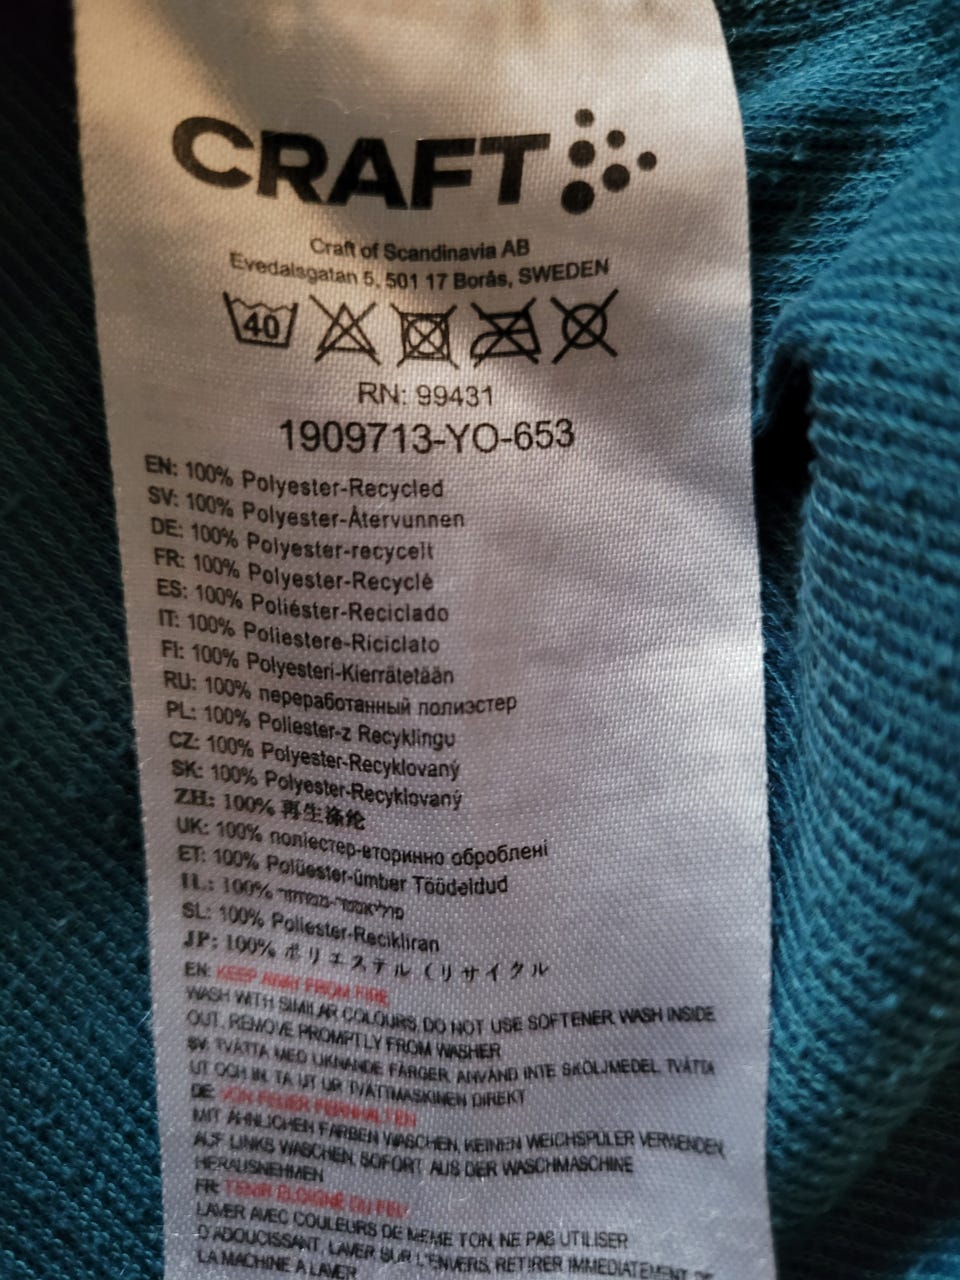 CRAFT
Craft of Scandinavia AB
Evedalsgatan 5, 501 17 Borås, SWEDEN
40
RN: 99431
1909713-YO-653
EN: 100% Polyester-Recycled
SV: 100% Polyester-Återvunnen
DE: 100% Polyester-recycelt
FR: 100% Polyester-Recyclé
ES: 100% Poliéster-Reciclado
IT: 100% Poliestere-Riciclato
FI: 100% Polyesteri-Kierrätetään
RU: 100% переработанный полиэстер
PL: 100% Poliester-z Recyklingu
CZ: 100% Polyester-Recyklovaný
SK: 100% Polyester-Recyklovaný
ZH: 100% 再生涤纶
UK: 100% поліестер-вторинно оброблені
ET: 100% Polüester-ümber Töödeldud
IL: 100% פוליאסטר-ממוחזר
SL: 100% Poliester-Recikliran
JP: 100% ポリエステル (リサイクル
EN: KEEP AWAY FROM FIRE
WASH WITH SIMILAR COLOURS, DO NOT USE SOFTENER, WASH INSIDE
OUT, REMOVE PROMPTLY FROM WASHER
SV: TVÄTTA MED LIKNANDE FÄRGER, ANVÄND INTE SKÖLJMEDEL, TVÄTTA
UT OCH IN, TA UT UR TVÄTTMASKINEN DIREKT
DE: VON FEUER FERNHALTEN
MIT ÄHNLICHEN FARBEN WASCHEN, KEINEN WEICHSPÜLER VERWENDEN,
AUF LINKS WASCHEN, SOFORT AUS DER WASCHMASCHINE
HERAUSNEHMEN
FR: TENIR ELOIGNE DU FEU
LAVER AVEC COULEURS DE MEME TON, NE PAS UTILISER
D'ADOUCISSANT, LAVER SUR L'ENVERS, RETIRER IMMEDIATEMENT DE
LA MACHINE A LAVER